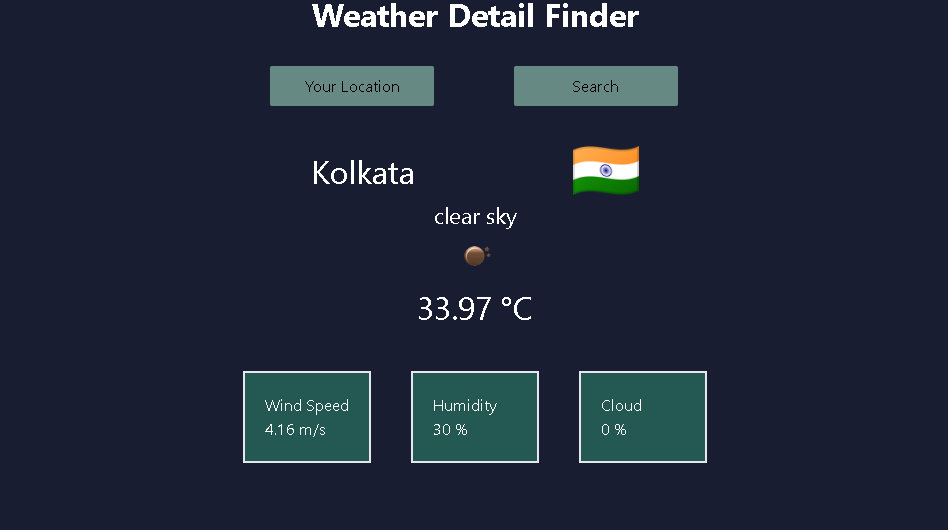 Weather Detail Finder
Your Location
Search
Kolkata
clear sky
33.97 °C
Wind Speed
4.16 m/s
Humidity
30 %
Cloud
0 %